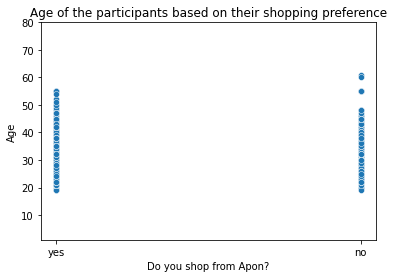 Age of the participants based on their shopping preference
80
70
60
50
40
30
20
10
Age
yes
no
Do you shop from Apon?